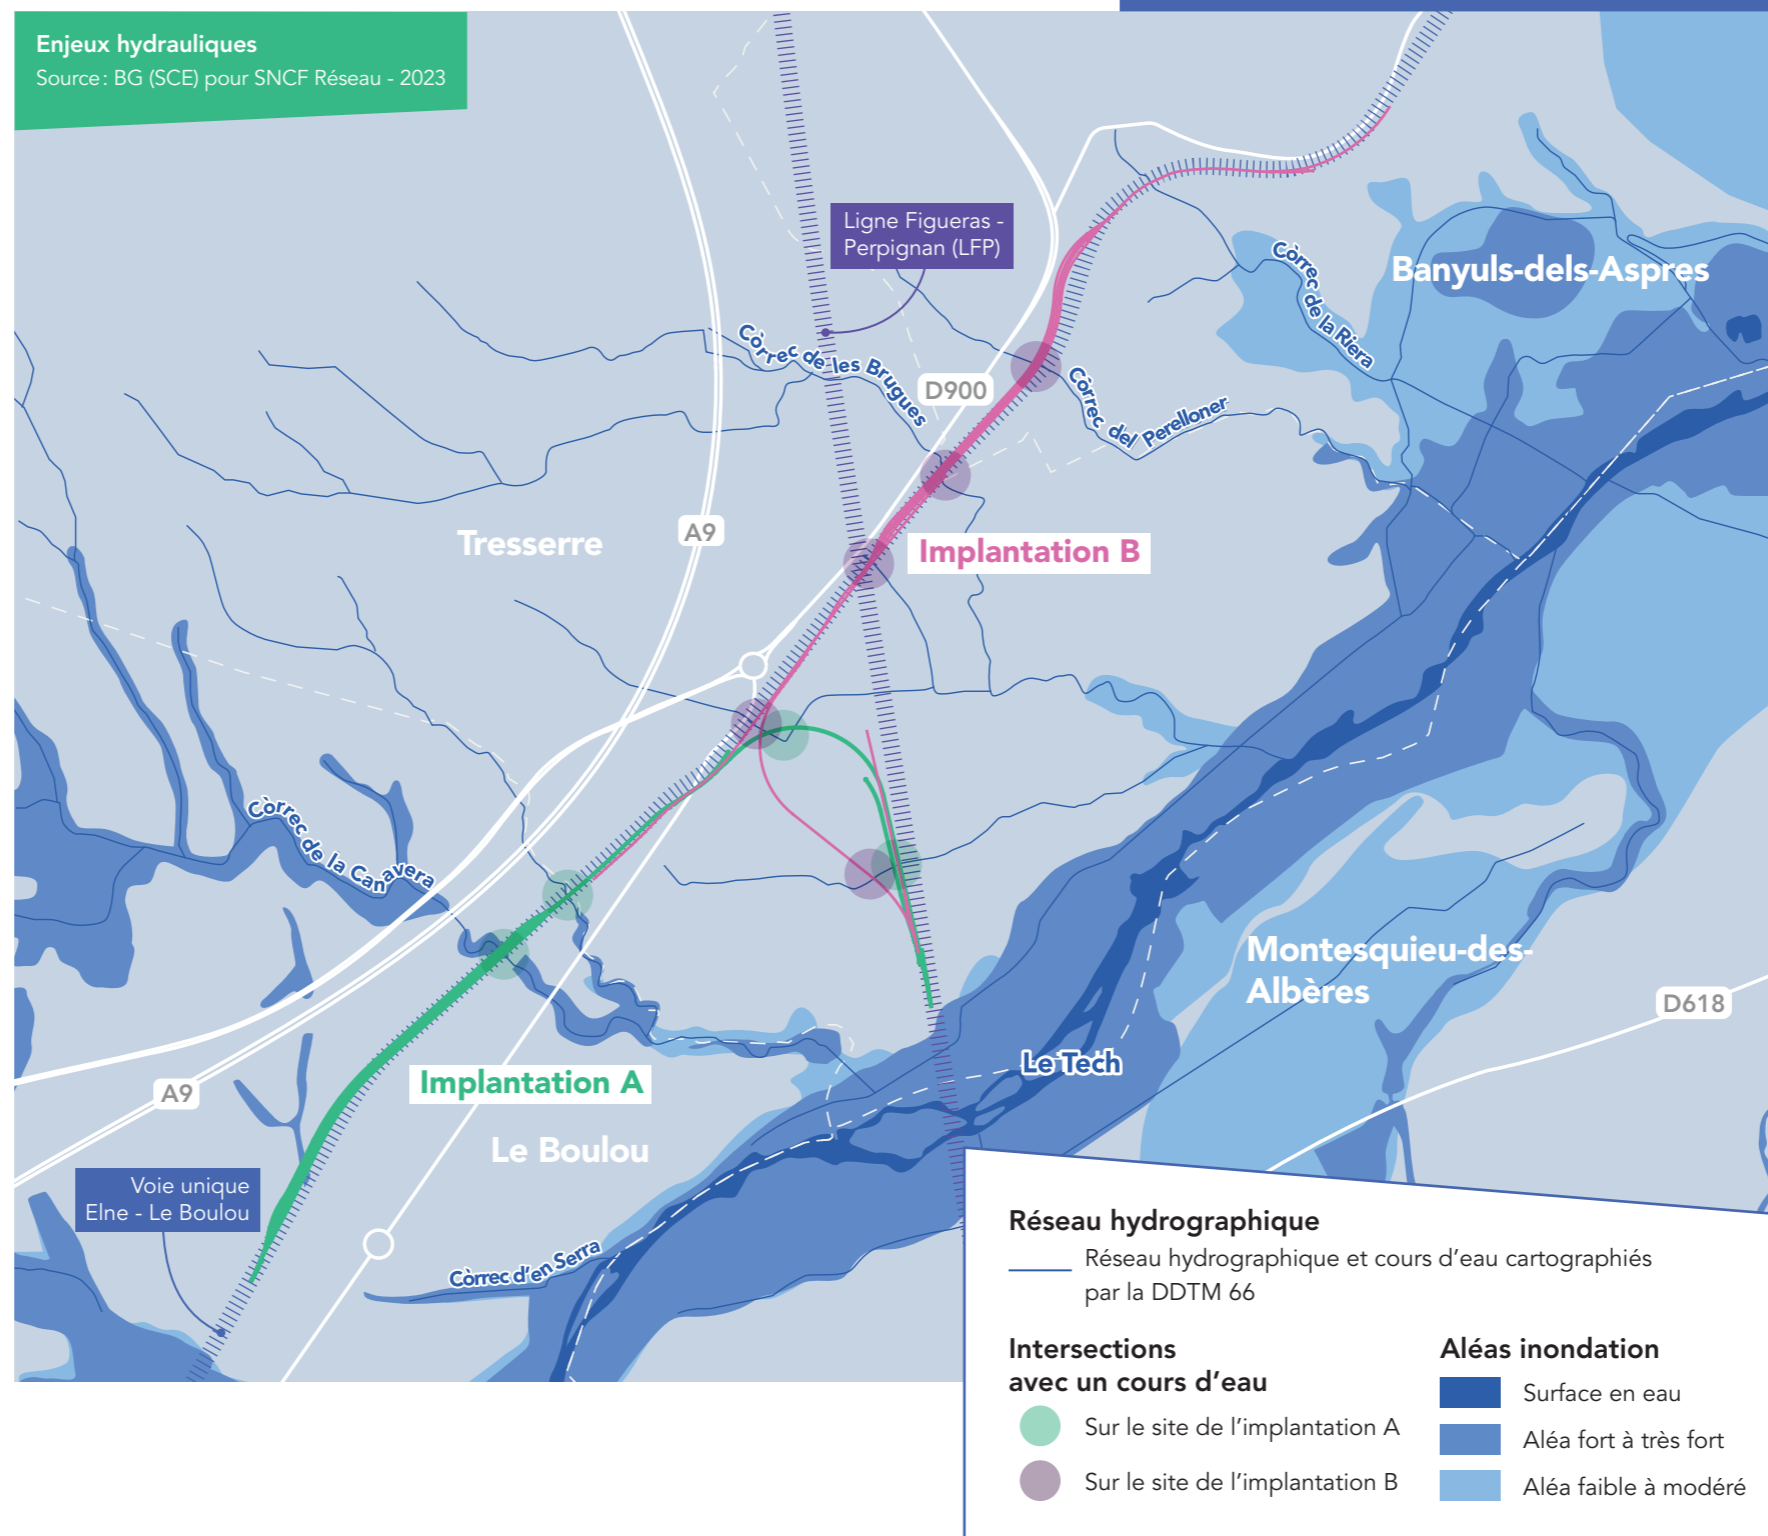 Enjeux hydrauliques
Source : BG (SCE) pour SNCF Réseau - 2023
Ligne Figueras -
Perpignan (LFP)
Còrrec de la Riera
Banyuls-dels-Aspres
Còrrec de les Brugues
D900
Còrrec del Perelloner
Tresserre
A9
Implantation B
Còrrec de la Canavera
Montesquieu-des-
Albères
D618
Le Tech
Implantation A
A9
Le Boulou
Voie unique
Elne - Le Boulou
Còrrec d'en Serra
Réseau hydrographique
Réseau hydrographique et cours d'eau cartographiés
par la DDTM 66
Intersections
avec un cours d'eau
Sur le site de l'implantation A
Sur le site de l'implantation B
Aléas inondation
Surface en eau
Aléa fort à très fort
Aléa faible à modéré